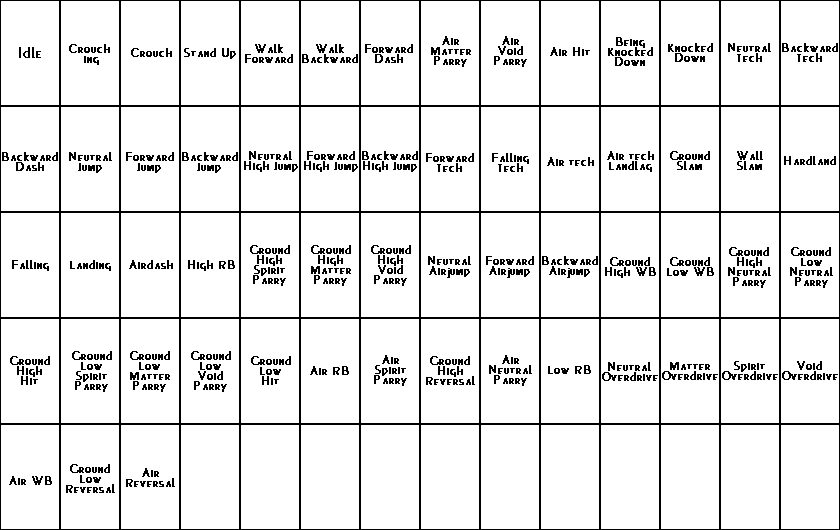 Idle
Crouch
ing
Crouch
Stand Up
Walk
Forward
Walk
Backward
Forward
Dash
Air
Matter
Parry
Air
Void
Parry
Air Hit
Being
Knocked
Down
Knocked
Down
Neutral
Tech
Backward
Tech
Backward
Dash
Neutral
Jump
Forward
Jump
Backward
Jump
Neutral
High Jump
Forward
High Jump
Backward
High Jump
Forward
Tech
Falling
Tech
Air tech
Air tech
Landlag
Ground
Slam
Wall
Slam
Hardland
Falling
Landing
Airdash
High RB
Ground
High
Spirit
Parry
Ground
High
Matter
Parry
Ground
High
Void
Parry
Neutral
Airjump
Forward
Airjump
Backward
Airjump
Ground
High WB
Ground
Low WB
Ground
High
Neutral
Parry
Ground
Low
Neutral
Parry
Ground
High
Hit
Ground
Low
Spirit
Parry
Ground
Low
Matter
Parry
Ground
Low
Void
Parry
Ground
Low
Hit
Air RB
Air
Spirit
Parry
Ground
High
Reversal
Air
Neutral
Parry
Low RB
Neutral
Overdrive
Matter
Overdrive
Spirit
Overdrive
Void
Overdrive
Air WB
Ground
Low
Reversal
Air
Reversal